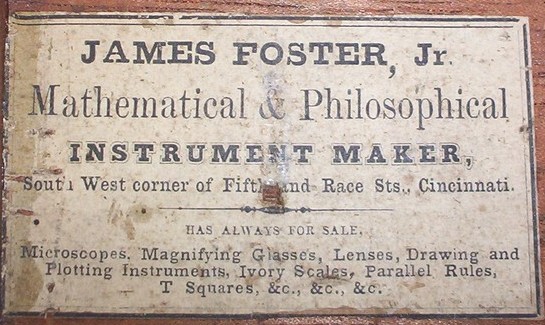 JAMES FOSTER, Jr.
Mathematical & Philosophical
INSTRUMENT MAKER,
South West corner of Fifth and Race Sts., Cincinnati.
HAS ALWAYS FOR SALE,
Microscopes. Magnifying Glasses, Lenses, Drawing and
Plotting Instruments, Ivory Scales, Parallel Rules,
T Squares, &c., &c., &c.